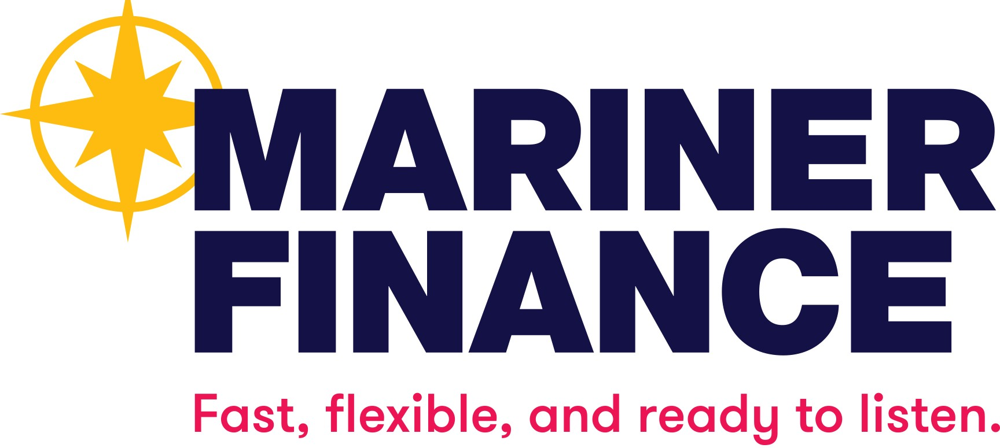 MARINER
FINANCE
Fast, flexible, and ready to listen.